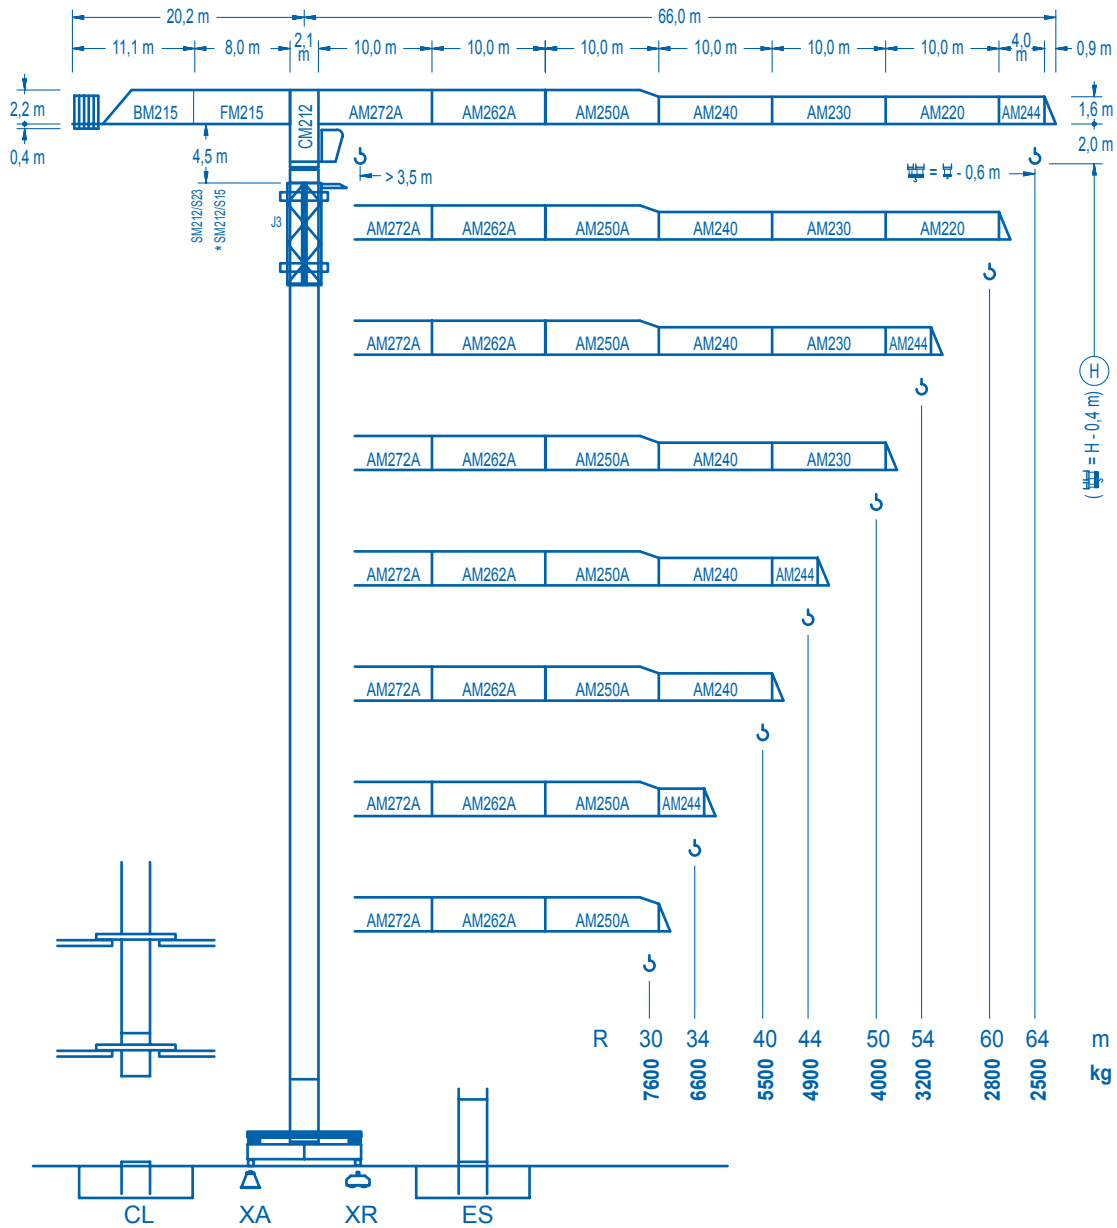 20,2 m
66,0 m
11,1 m
8,0 m
2,1 m
10,0 m
10,0 m
10,0 m
10,0 m
10,0 m
10,0 m
4,0 m
0,9 m
2,2 m
BM215
FM215
CM212
AM272A
AM262A
AM250A
AM240
AM230
AM220
AM244
1,6 m
0,4 m
4,5 m
2,0 m
> 3,5 m
= - 0,6 m
SM212/S23
* SM212/S15
J3
AM272A
AM262A
AM250A
AM240
AM230
AM220
AM272A
AM262A
AM250A
AM240
AM230
AM244
H
( = H - 0,4 m)
AM272A
AM262A
AM250A
AM240
AM230
AM272A
AM262A
AM250A
AM240
AM244
AM272A
AM262A
AM250A
AM240
AM272A
AM262A
AM250A
AM244
AM272A
AM262A
AM250A
R 30 34 40 44 50 54 60 64 m
7600 6600 5500 4900 4000 3200 2800 2500 kg
CL
XA
XR
ES